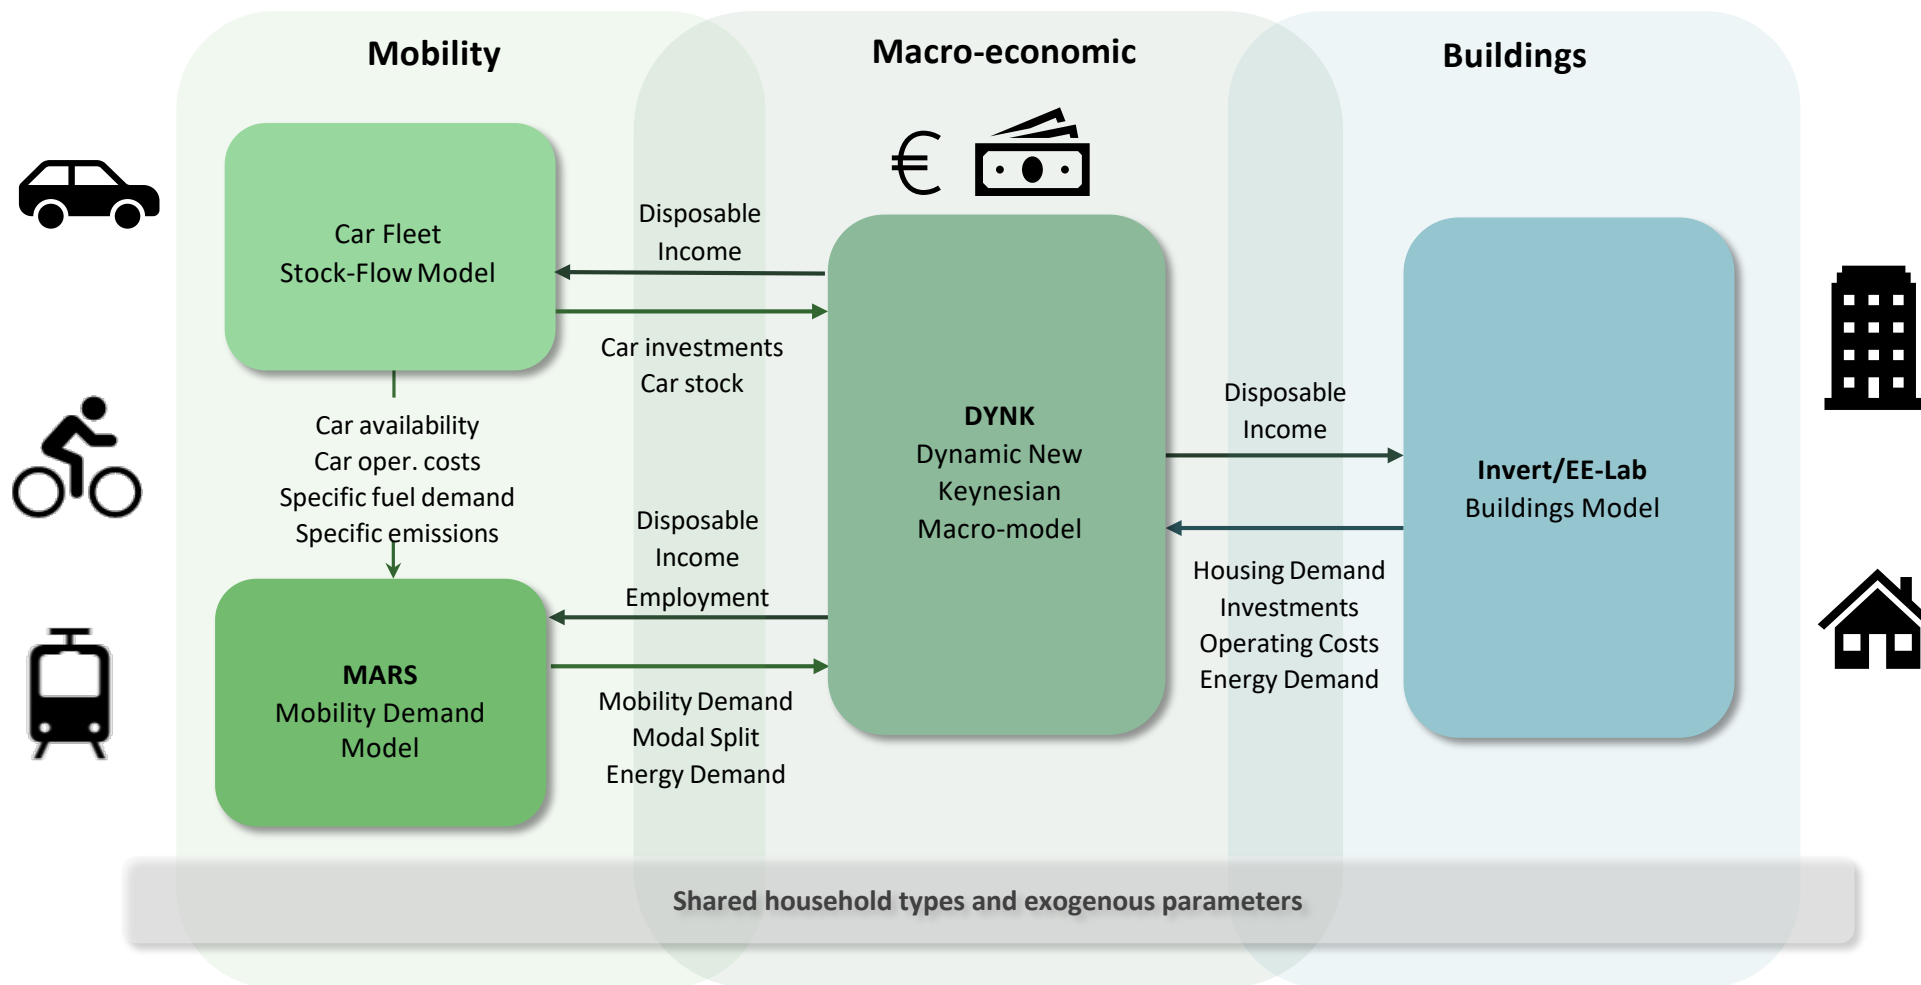 Mobility
Macro-economic
Buildings
€
Car Fleet
Stock-Flow Model
Disposable
Income
Car investments
Car stock
Car availability
Car oper. costs
Specific fuel demand
Specific emissions
Disposable
Income
Employment
MARS
Mobility Demand
Model
Mobility Demand
Modal Split
Energy Demand
DYNK
Dynamic New
Keynesian
Macro-model
Disposable
Income
Housing Demand
Investments
Operating Costs
Energy Demand
Invert/EE-Lab
Buildings Model
Shared household types and exogenous parameters